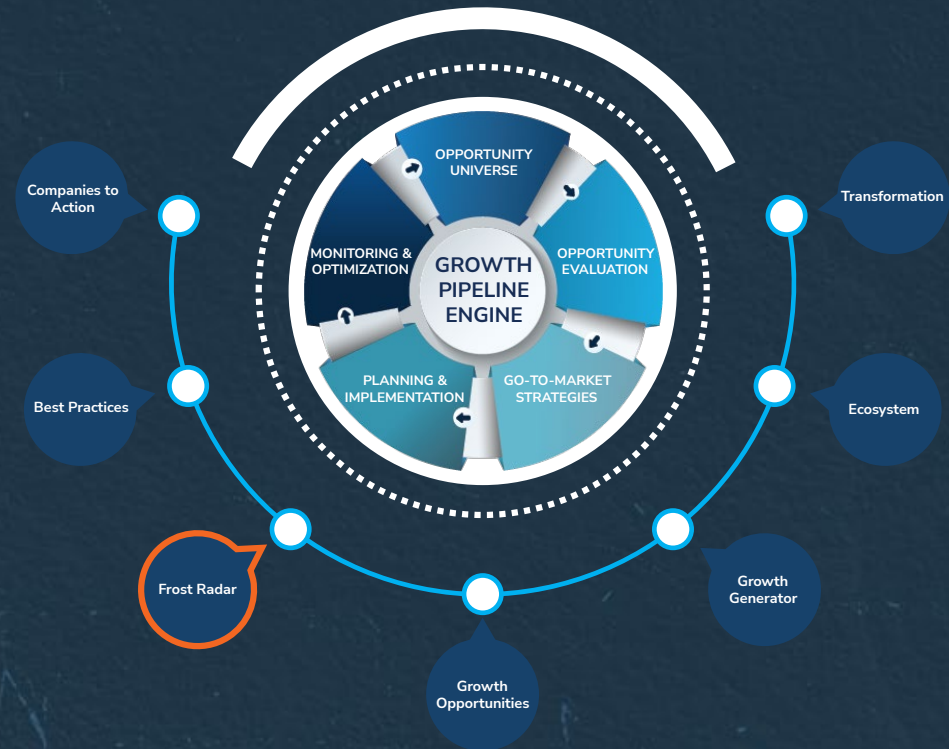 OPPORTUNITY
UNIVERSE
OPPORTUNITY
EVALUATION
GO-TO-MARKET
STRATEGIES
PLANNING &
IMPLEMENTATION
MONITORING &
OPTIMIZATION
GROWTH
PIPELINE
ENGINE
Companies to
Action
Best Practices
Frost Radar
Growth
Opportunities
Growth
Generator
Ecosystem
Transformation